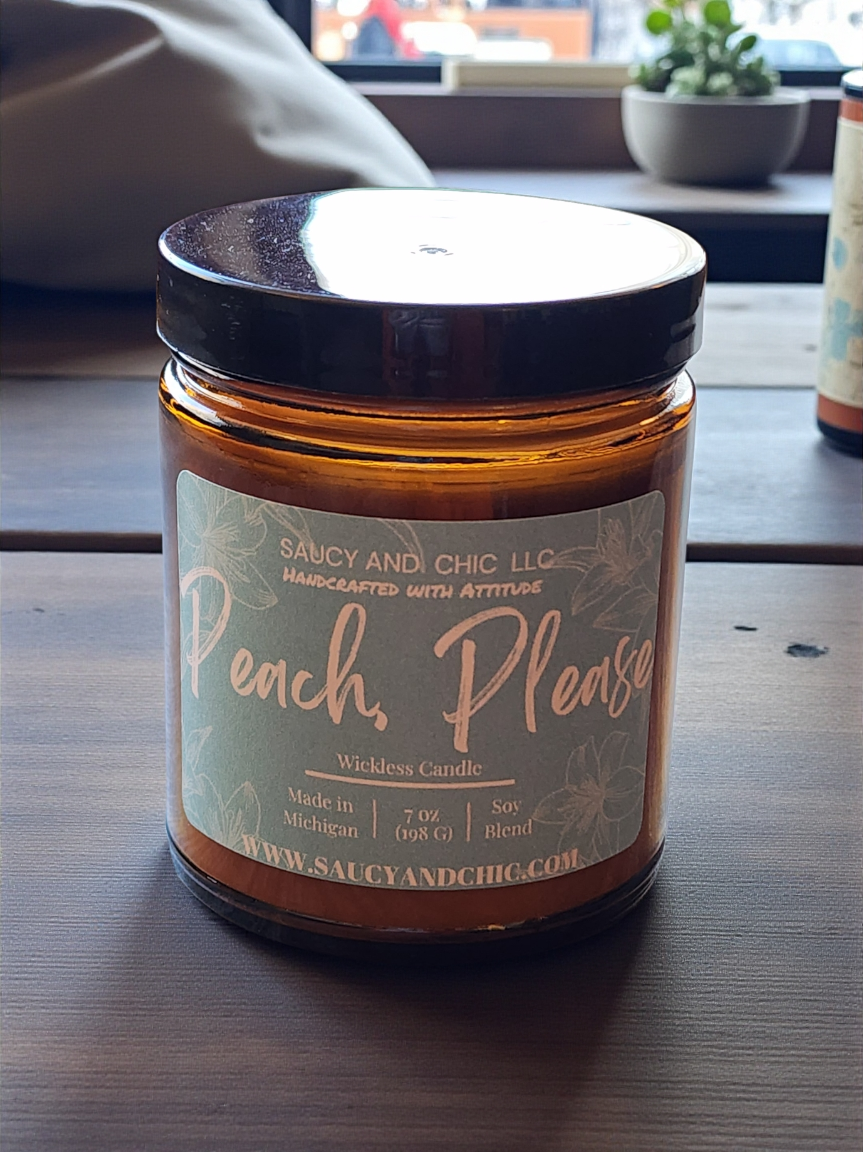 SAUCY AND CHIC LLC
HANDCRAFTED WITH ATTITUDE
Peach, Please
Wickless Candle
Made in Michigan | 7 OZ (198 G) | Soy Blend
WWW.SAUCYANDCHIC.COM